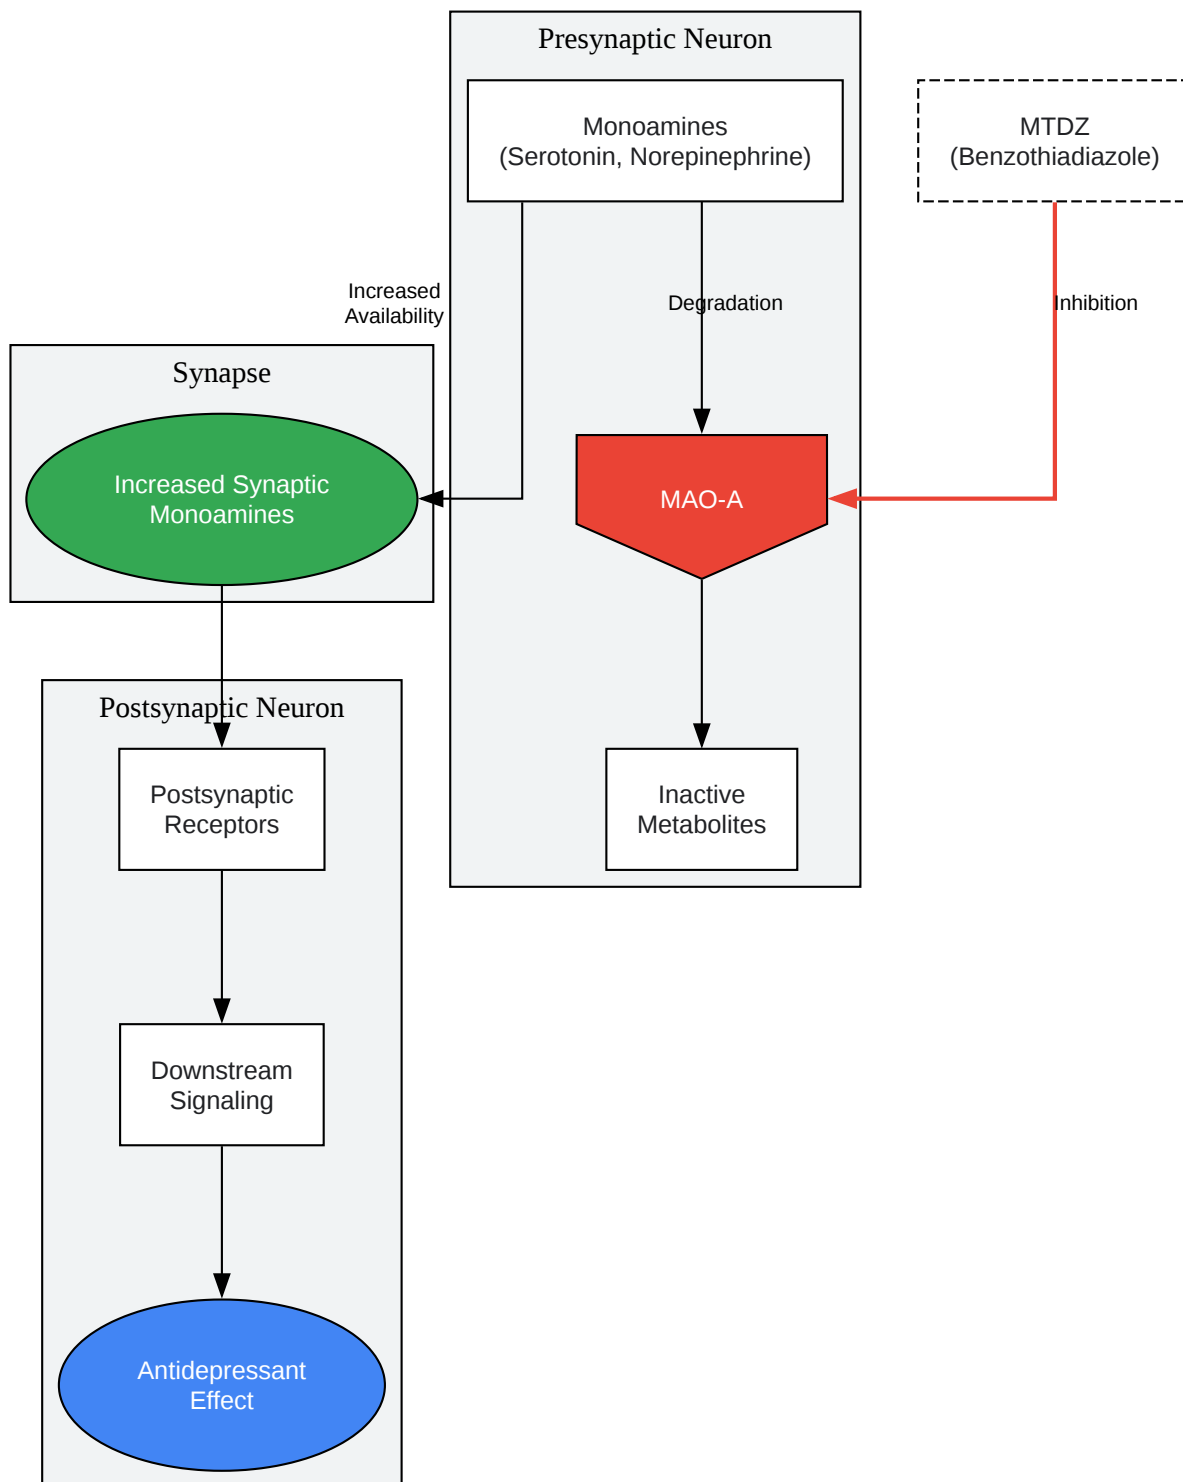 Presynaptic Neuron
Monoamines
(Serotonin, Norepinephrine)
MTDZ
(Benzothiadiazole)
Increased
Availability
Degradation
Inhibition
Synapse
Increased Synaptic
Monoamines
MAO-A
Postsynaptic Neuron
Postsynaptic
Receptors
Inactive
Metabolites
Downstream
Signaling
Antidepressant
Effect